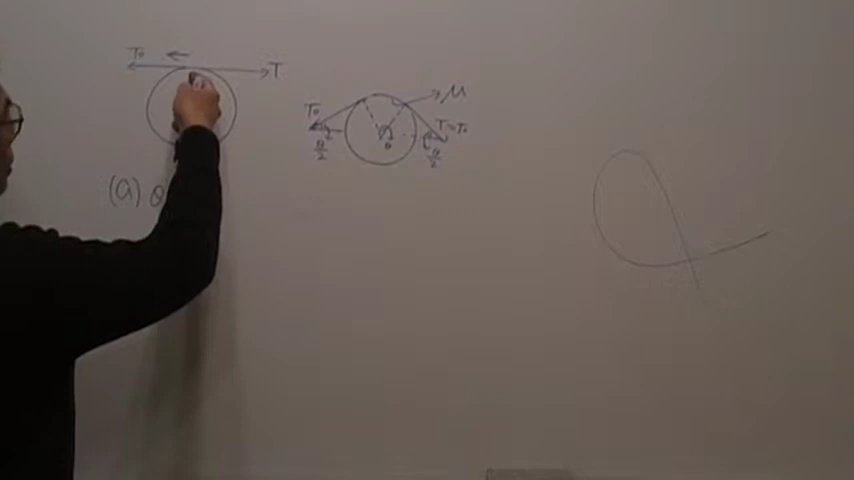 T₀ ← T
T₀ μ
T=T₀
θ
θ/2 θ/2
(a) θ